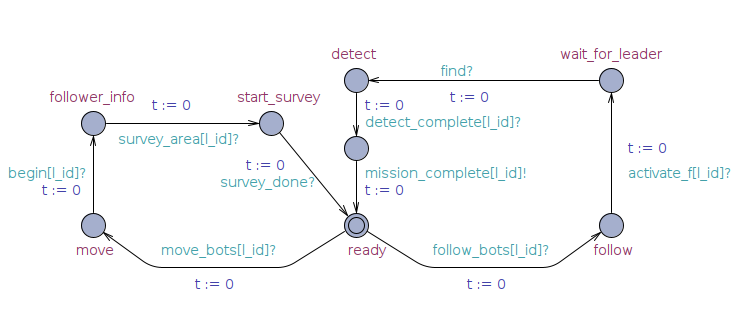 detect
wait_for_leader
find?
t := 0
follower_info
t := 0
start_survey
t := 0
survey_area[l_id]?
detect_complete[l_id]?
t := 0
begin[l_id]?
t := 0
t := 0
survey_done?
mission_complete[l_id]!
t := 0
activate_f[l_id]?
move
move_bots[l_id]?
ready
follow_bots[l_id]?
follow
t := 0
t := 0